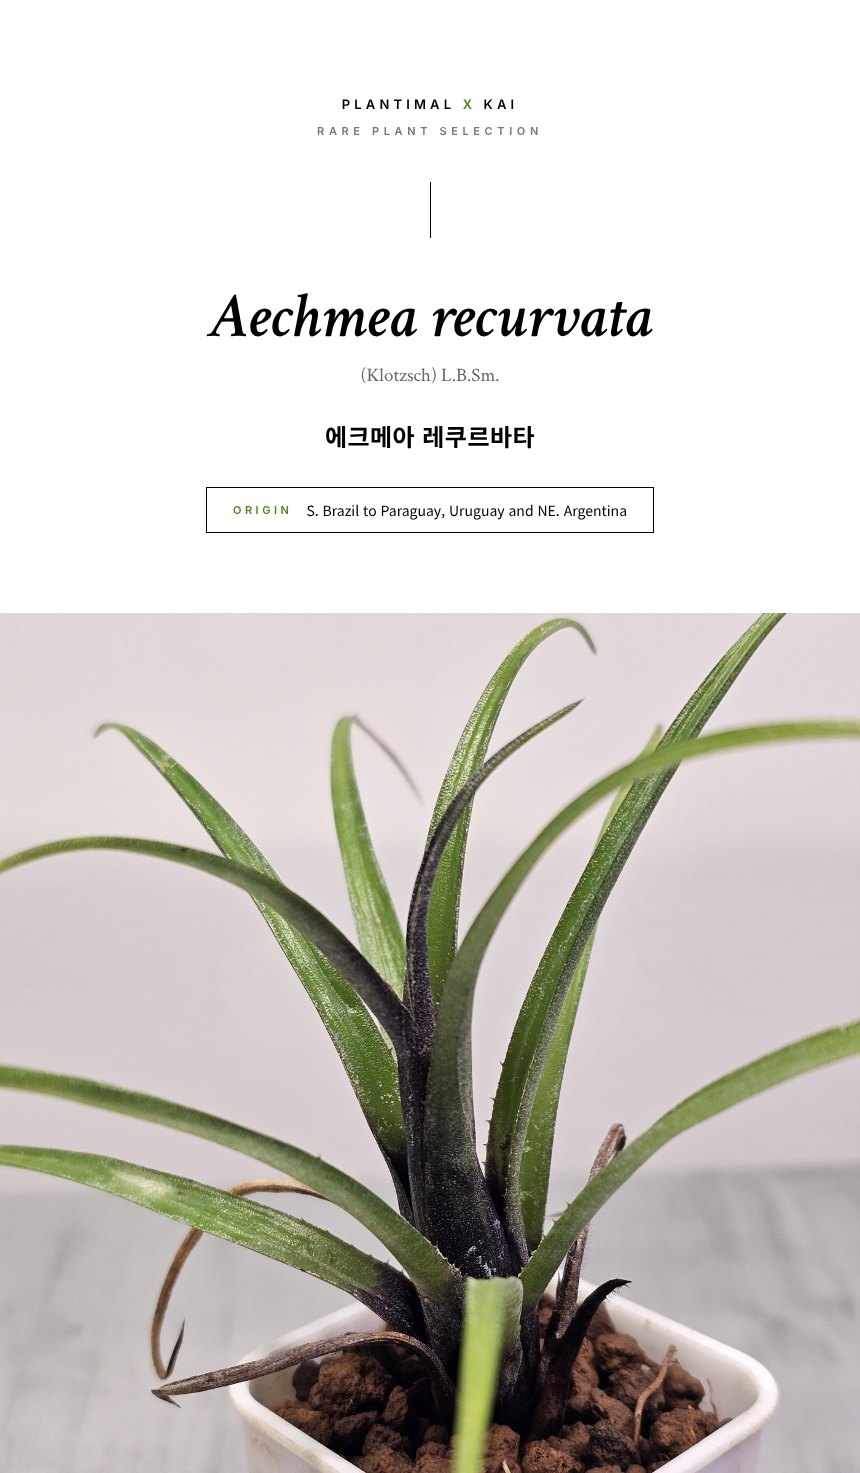 PLANTIMAL X KAI
RARE PLANT SELECTION
Aechmea recurvata
(Klotzsch) L.B.Sm.
에크메아 레쿠르바타
ORIGIN S. Brazil to Paraguay, Uruguay and NE. Argentina